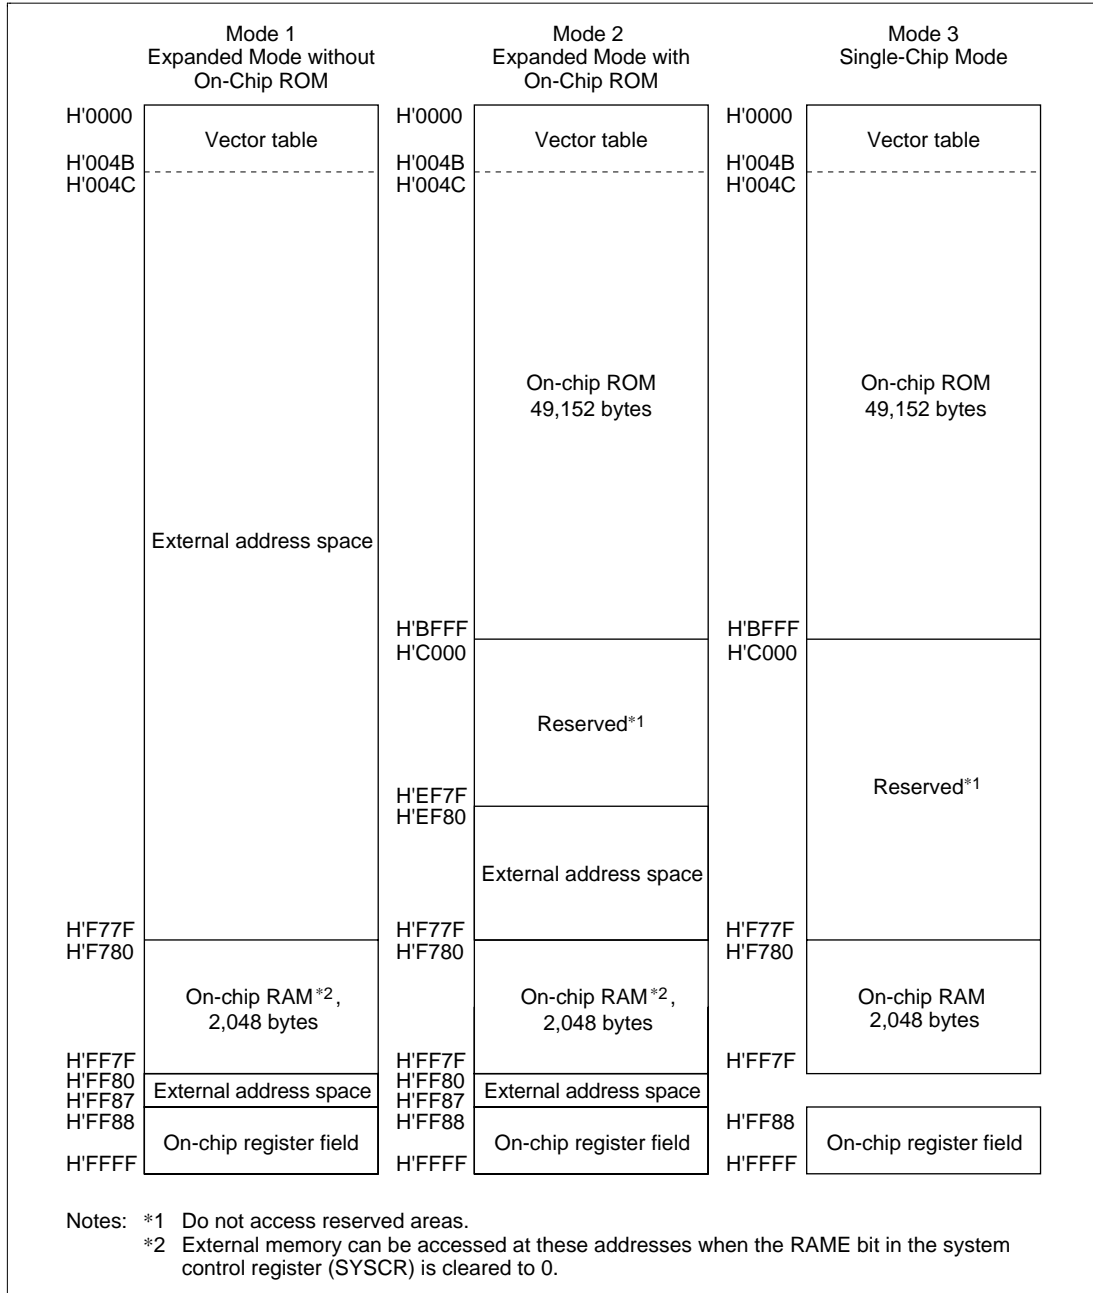 Mode 1
Expanded Mode without
On-Chip ROM
H'0000
Vector table
H'004B
H'004C
External address space
H'F77F
H'F780
On-chip RAM*2,
2,048 bytes
H'FF7F
H'FF80
External address space
H'FF87
H'FF88
On-chip register field
H'FFFF
Mode 2
Expanded Mode with
On-Chip ROM
H'0000
Vector table
H'004B
H'004C
On-chip ROM
49,152 bytes
H'BFFF
H'C000
Reserved*1
H'EF7F
H'EF80
External address space
H'F77F
H'F780
On-chip RAM*2,
2,048 bytes
H'FF7F
H'FF80
External address space
H'FF87
H'FF88
On-chip register field
H'FFFF
Mode 3
Single-Chip Mode
H'0000
Vector table
H'004B
H'004C
On-chip ROM
49,152 bytes
H'BFFF
H'C000
Reserved*1
H'F77F
H'F780
On-chip RAM
2,048 bytes
H'FF7F
H'FF88
On-chip register field
H'FFFF
Notes: *1 Do not access reserved areas.
*2 External memory can be accessed at these addresses when the RAME bit in the system
control register (SYSCR) is cleared to 0.